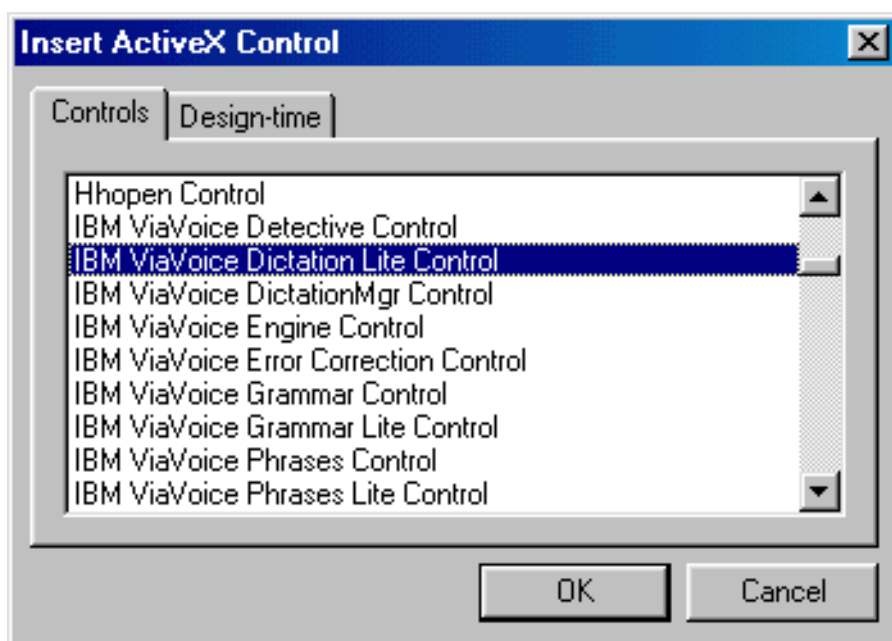 Insert ActiveX Control
Controls
Design-time
Hhopen Control
IBM ViaVoice Detective Control
IBM ViaVoice Dictation Lite Control
IBM ViaVoice DictationMgr Control
IBM ViaVoice Engine Control
IBM ViaVoice Error Correction Control
IBM ViaVoice Grammar Control
IBM ViaVoice Grammar Lite Control
IBM ViaVoice Phrases Control
IBM ViaVoice Phrases Lite Control
OK Cancel